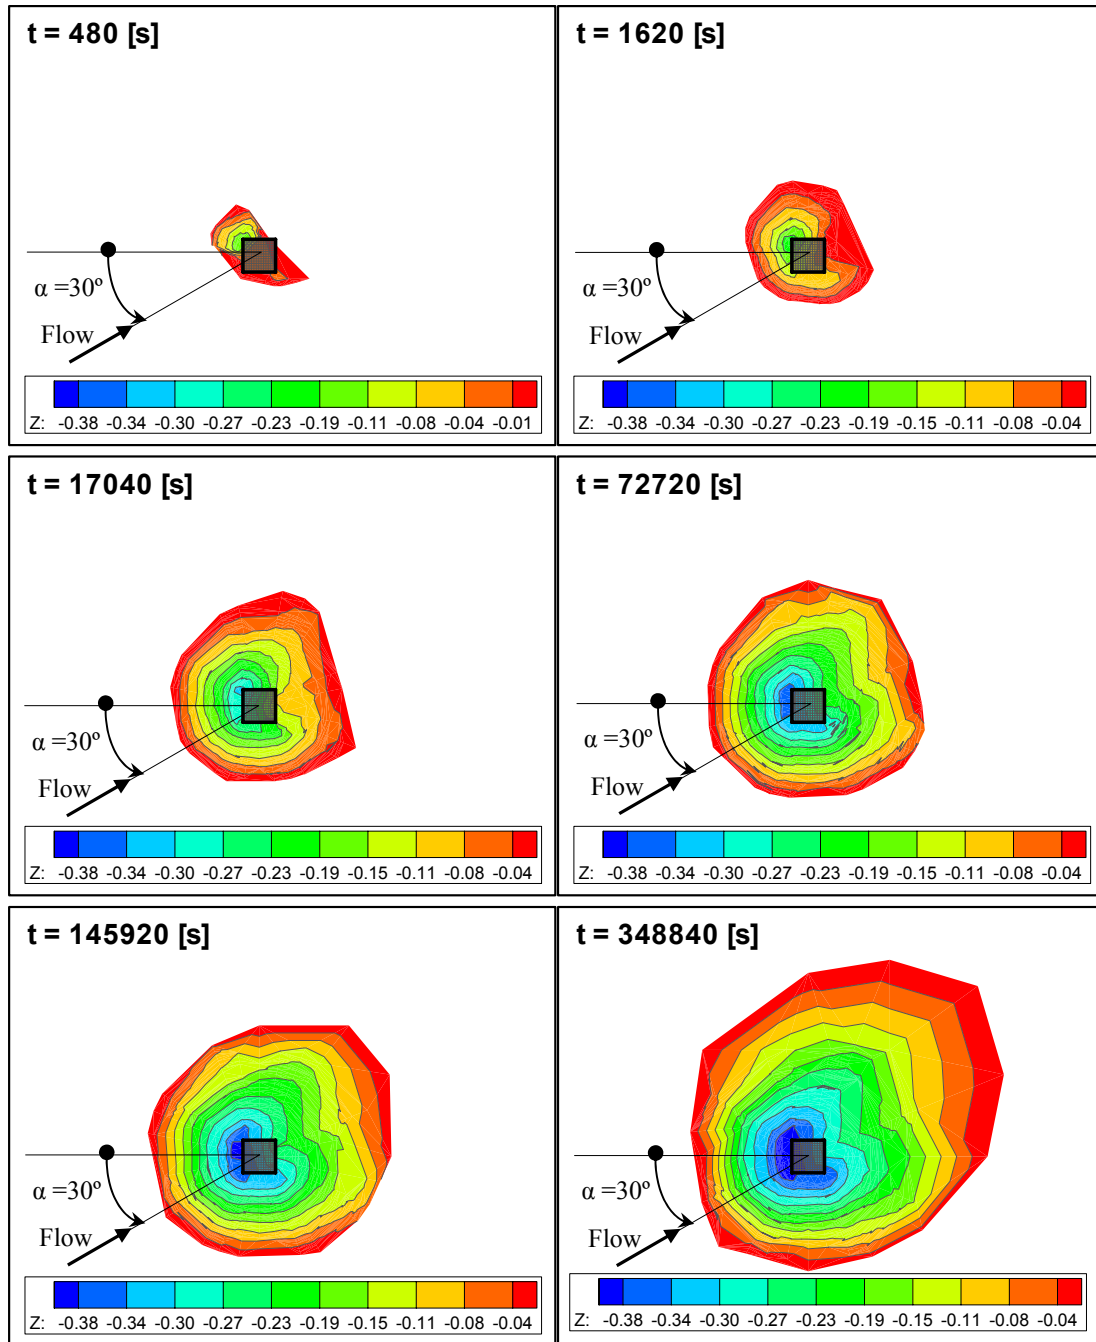 t = 480 [s]
α =30º
Flow
Z: -0.38 -0.34 -0.30 -0.27 -0.23 -0.19 -0.11 -0.08 -0.04 -0.01
t = 1620 [s]
α =30º
Flow
Z: -0.38 -0.34 -0.30 -0.27 -0.23 -0.19 -0.15 -0.11 -0.08 -0.04
t = 17040 [s]
α =30º
Flow
Z: -0.38 -0.34 -0.30 -0.27 -0.23 -0.19 -0.15 -0.11 -0.08 -0.04
t = 72720 [s]
α =30º
Flow
Z: -0.38 -0.34 -0.30 -0.27 -0.23 -0.19 -0.15 -0.11 -0.08 -0.04
t = 145920 [s]
α =30º
Flow
Z: -0.38 -0.34 -0.30 -0.27 -0.23 -0.19 -0.15 -0.11 -0.08 -0.04
t = 348840 [s]
α =30º
Flow
Z: -0.38 -0.34 -0.30 -0.27 -0.23 -0.19 -0.15 -0.11 -0.08 -0.04